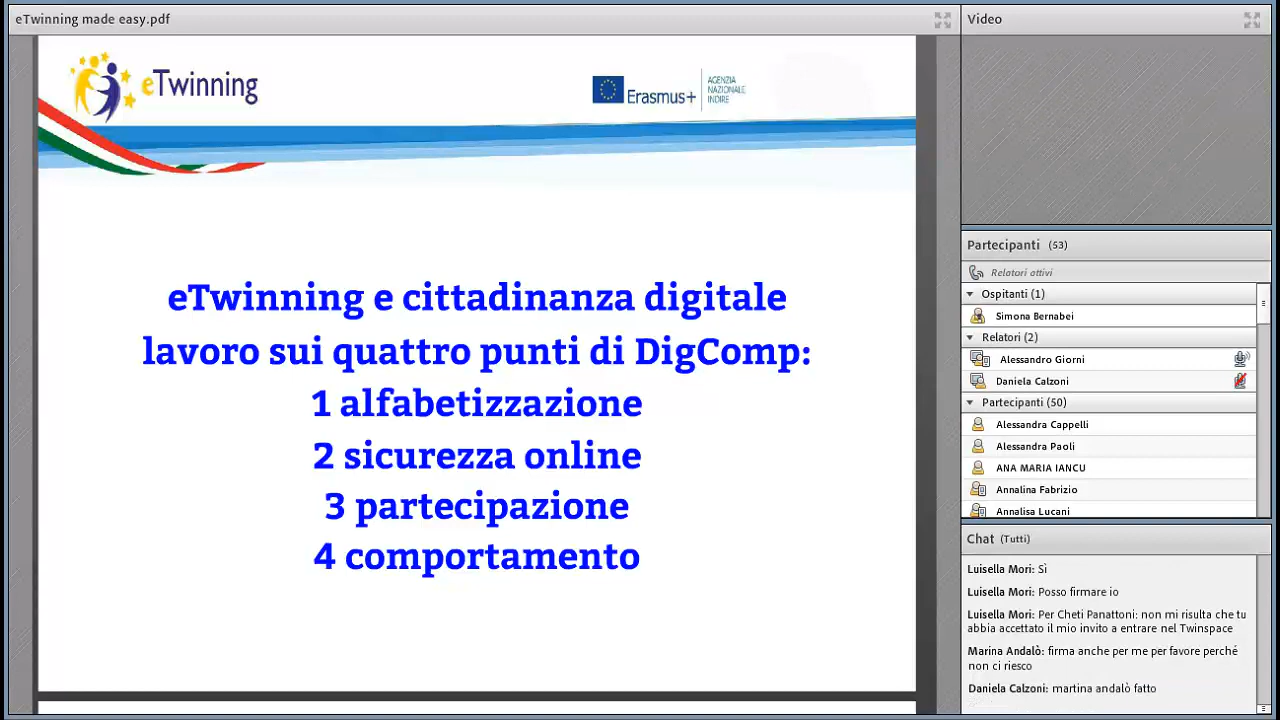 eTwinning made easy.pdf
eTwinning
Erasmus+
AGENZIA
NAZIONALE
INDIRE
eTwinning e cittadinanza digitale
lavoro sui quattro punti di DigComp:
1 alfabetizzazione
2 sicurezza online
3 partecipazione
4 comportamento
Video
Partecipanti (53)
Relatori attivi
Ospitanti (1)
Simona Bernabei
Relatori (2)
Alessandro Giorni
Daniela Calzoni
Partecipanti (50)
Alessandra Cappelli
Alessandra Paoli
ANA MARIA IANCU
Annalina Fabrizio
Annalisa Lucani
Chat (Tutti)
Luisella Mori: Sì
Luisella Mori: Posso firmare io
Luisella Mori: Per Cheti Panattoni: non mi risulta che tu
abbia accettato il mio invito a entrare nel Twinspace
Marina Andalò: firma anche per me per favore perché
non ci riesco
Daniela Calzoni: martina andalò fatto